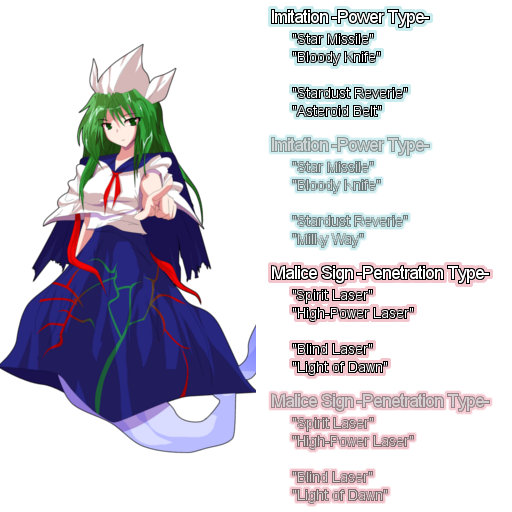 Imitation -Power Type-
"Star Missile"
"Bloody Knife"
"Stardust Reverie"
"Asteroid Belt"
Imitation -Power Type-
"Star Missile"
"Bloody Knife"
"Stardust Reverie"
"Milky Way"
Malice Sign -Penetration Type-
"Spirit Laser"
"High-Power Laser"
"Blind Laser"
"Light of Dawn"
Malice Sign -Penetration Type-
"Spirit Laser"
"High-Power Laser"
"Blind Laser"
"Light of Dawn"